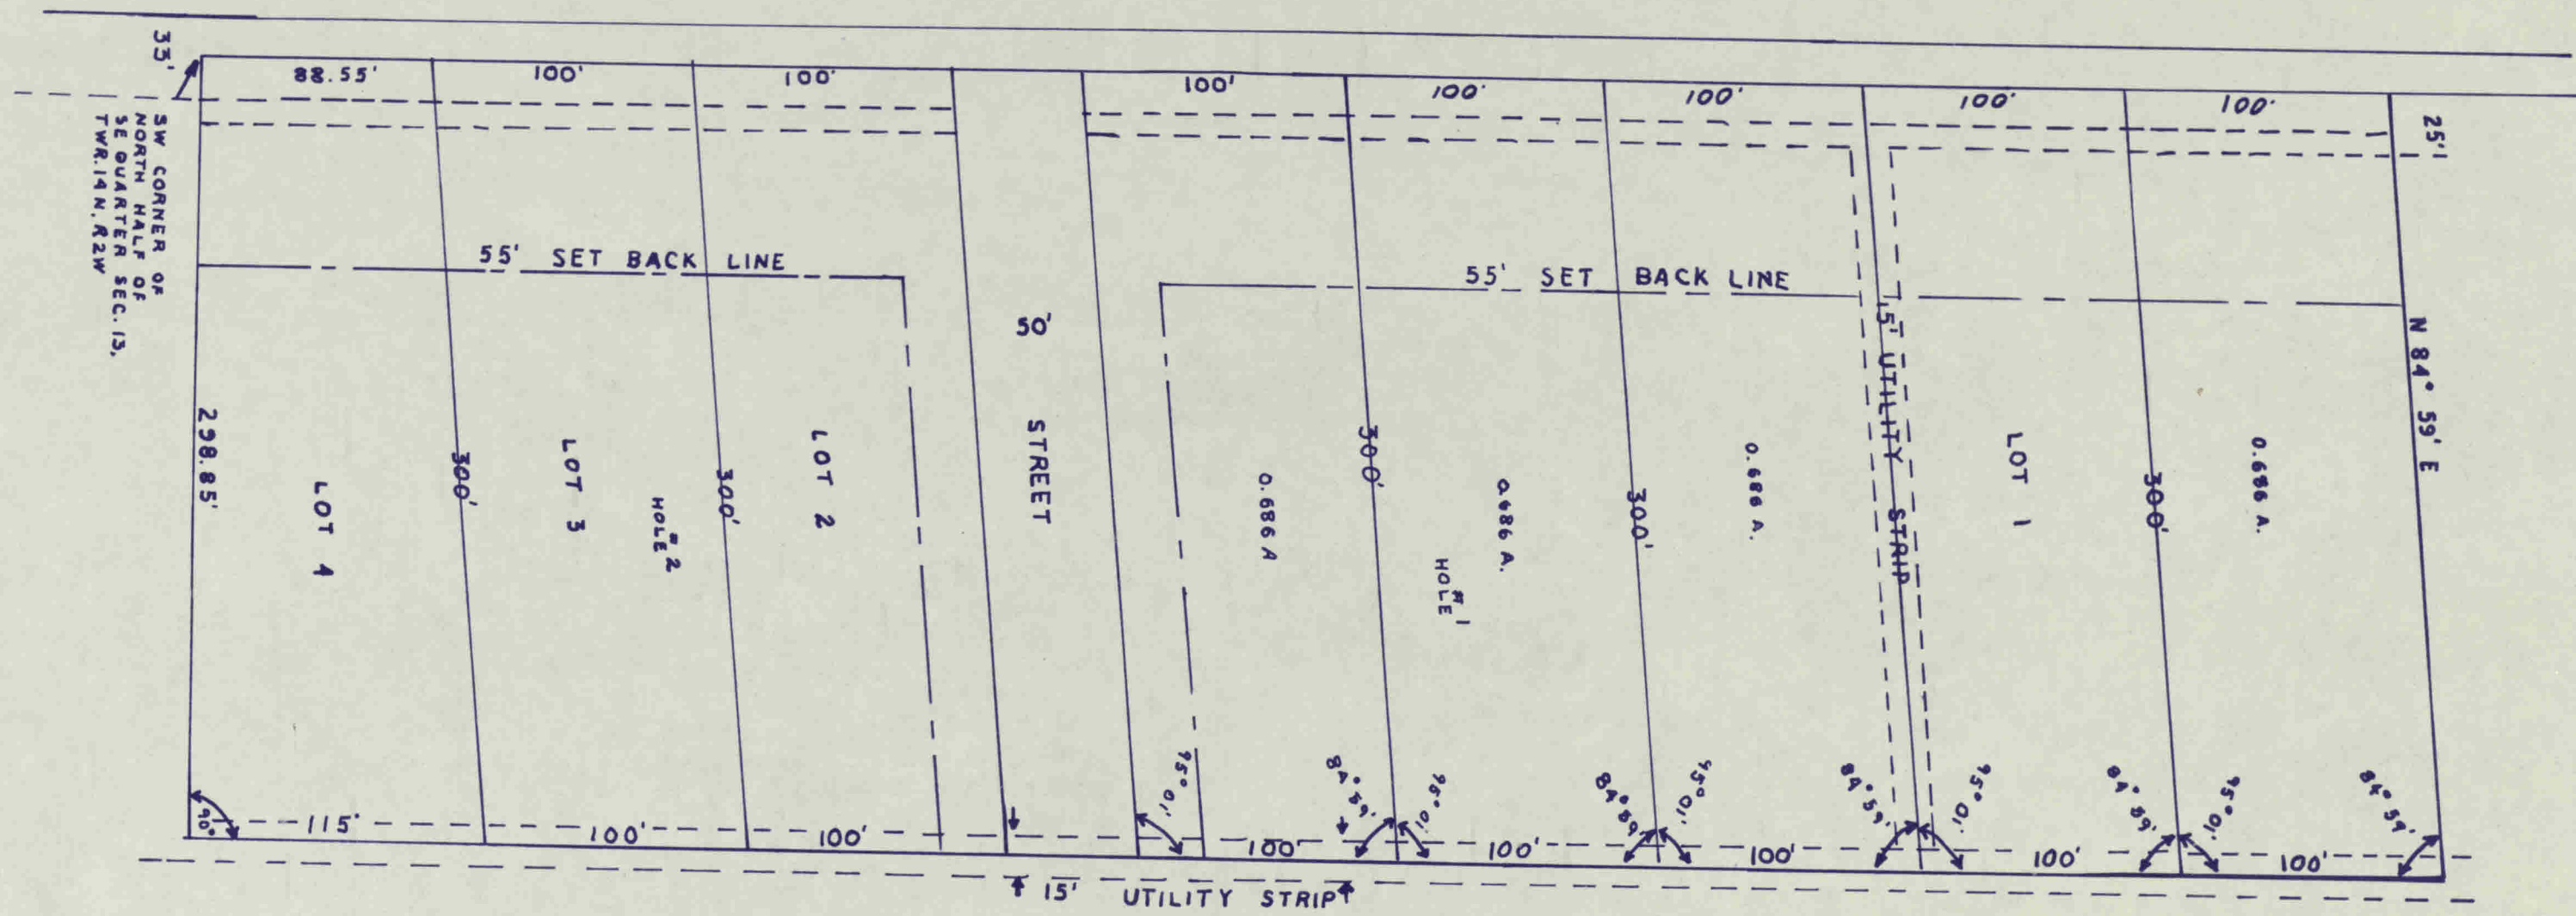 33'
88.55'
100'
100'
100'
100'
100'
100'
100'
25'
SW CORNER OF
NORTH HALF OF
SE QUARTER SEC. 13,
TWR. 14 N. R2W
55' SET BACK LINE
55' SET BACK LINE
50'
STREET
N 84° 59' E
298.85'
LOT 4
300'
LOT 3
HOLE #2
300'
LOT 2
0.686 A
300'
0.686 A.
HOLE #1
300'
0.686 A.
15' UTILITY STRIP
LOT 1
300'
0.686 A.
90°
95° 01'
84° 59'
95° 01'
84° 59'
95° 01'
84° 59'
95° 01'
84° 59'
95° 01'
84° 59'
115'
100'
100'
100'
100'
100'
100'
100'
15' UTILITY STRIP